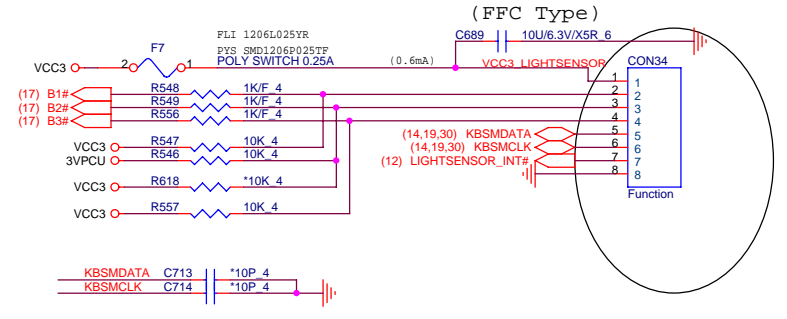 (FFC Type)
FLI 1206L025YR
C689 10U/6.3V/X5R_6
F7
PYS SMD1206P025TF
POLY SWITCH 0.25A
(0.6mA)
VCC3_LIGHTSENSOR
CON34
VCC3 2 1
(17) B1# R548 1K/F_4
(17) B2# R549 1K/F_4
(17) B3# R556 1K/F_4
1 1
2 2
3 3
4 4
(14,19,30) KBSMDATA 5 5
(14,19,30) KBSMCLK 6 6
(12) LIGHTSENSOR_INT# 7 7
8 8
Function
VCC3 R547 10K_4
3VPCU R546 10K_4
VCC3 R618 *10K_4
VCC3 R557 10K_4
KBSMDATA C713 *10P_4
KBSMCLK C714 *10P_4